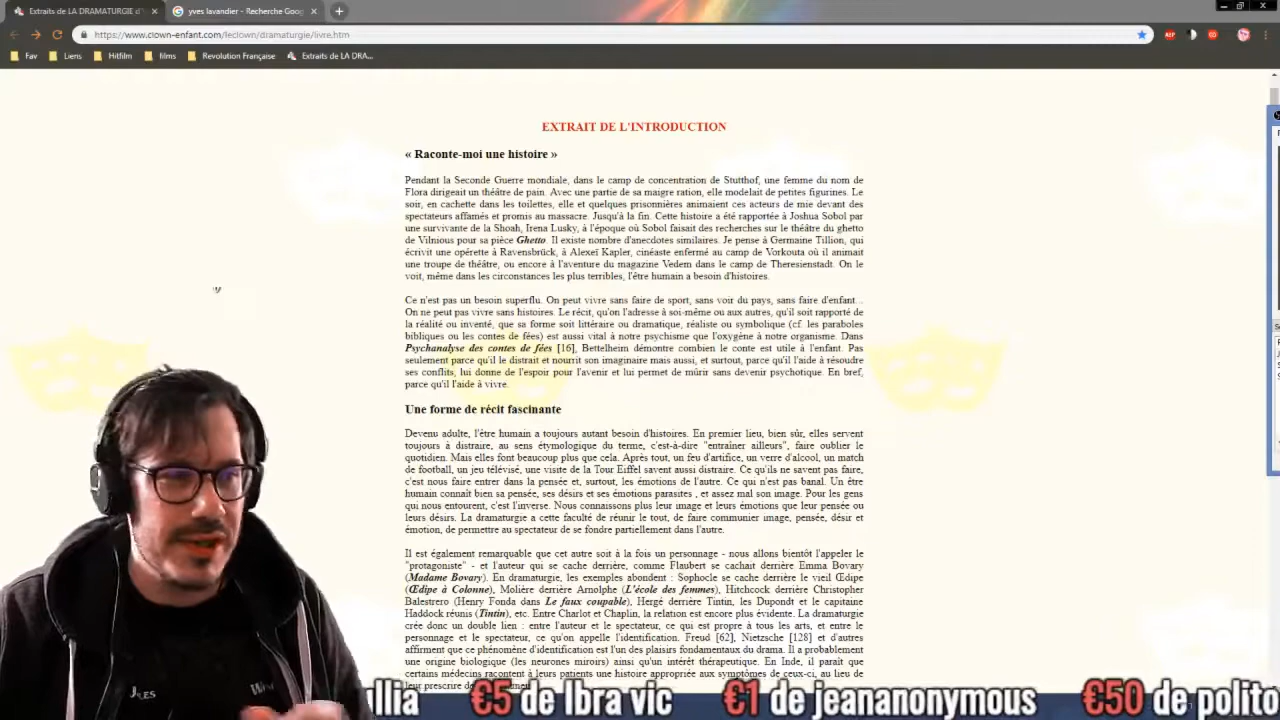 Extraits de LA DRAMATURGIE d'
yves lavandier - Recherche Goog
https://www.clown-enfant.com/leclown/dramaturgie/livre.htm
Fav
Liens
Hitfilm
films
Revolution Française
Extraits de LA DRA...
EXTRAIT DE L'INTRODUCTION
« Raconte-moi une histoire »
Pendant la Seconde Guerre mondiale, dans le camp de concentration de Stutthof, une femme du nom de
Flora dirigeait un théâtre de pain. Avec une partie de sa maigre ration, elle modelait de petites figurines. Le
soir, en cachette dans les toilettes, elle et quelques prisonnières animaient ces acteurs de mie devant des
spectateurs affamés et promis au massacre. Jusqu'à la fin. Cette histoire a été rapportée à Joshua Sobol par
une survivante de la Shoah, Irena Lusky, à l'époque où Sobol faisait des recherches sur le théâtre du ghetto
de Vilnious pour sa pièce Ghetto. Il existe nombre d'anecdotes similaires. Je pense à Germaine Tillion, qui
écrivit une opérette à Ravensbrück, à Alexeï Kapler, cinéaste enfermé au camp de Vorkouta où il animait
une troupe de théâtre, ou encore à l'aventure du magazine Vedem dans le camp de Theresienstadt. On le
voit, même dans les circonstances les plus terribles, l'être humain a besoin d'histoires.
Ce n'est pas un besoin superflu. On peut vivre sans faire de sport, sans voir du pays, sans faire d'enfant...
On ne peut pas vivre sans histoires. Le récit, qu'on l'adresse à soi-même ou aux autres, qu'il soit rapporté de
la réalité ou inventé, que sa forme soit littéraire ou dramatique, réaliste ou symbolique (cf. les paraboles
bibliques ou les contes de fées) est aussi vital à notre psychisme que l'oxygène à notre organisme. Dans
Psychanalyse des contes de fées [16], Bettelheim démontre combien le conte est utile à l'enfant. Pas
seulement parce qu'il le distrait et nourrit son imaginaire mais aussi, et surtout, parce qu'il l'aide à résoudre
ses conflits, lui donne de l'espoir pour l'avenir et lui permet de mûrir sans devenir psychotique. En bref,
parce qu'il l'aide à vivre.
Une forme de récit fascinante
Devenu adulte, l'être humain a toujours autant besoin d'histoires. En premier lieu, bien sûr, elles servent
toujours à distraire, au sens étymologique du terme, c'est-à-dire "entraîner ailleurs", faire oublier le
quotidien. Mais elles font beaucoup plus que cela. Après tout, un feu d'artifice, un verre d'alcool, un match
de football, un jeu télévisé, une visite de la Tour Eiffel savent aussi distraire. Ce qu'ils ne savent pas faire,
c'est nous faire entrer dans la pensée et, surtout, les émotions de l'autre. Ce qui n'est pas banal. Un être
humain connaît bien sa pensée, ses désirs et ses émotions parasites , et assez mal son image. Pour les gens
qui nous entourent, c'est l'inverse. Nous connaissons plus leur image et leurs émotions que leur pensée ou
leurs désirs. La dramaturgie a cette faculté de réunir le tout, de faire communier image, pensée, désir et
émotion, de permettre au spectateur de se fondre partiellement dans l'autre.
Il est également remarquable que cet autre soit à la fois un personnage - nous allons bientôt l'appeler le
"protagoniste" - et l'auteur qui se cache derrière, comme Flaubert se cachait derrière Emma Bovary
(Madame Bovary). En dramaturgie, les exemples abondent : Sophocle se cache derrière le vieil Œdipe
(Œdipe à Colonne), Molière derrière Arnolphe (L'école des femmes), Hitchcock derrière Christopher
Balestrero (Henry Fonda dans Le faux coupable), Hergé derrière Tintin, les Dupondt et le capitaine
Haddock réunis (Tintin), etc. Entre Charlot et Chaplin, la relation est encore plus évidente. La dramaturgie
crée donc un double lien : entre l'auteur et le spectateur, ce qui est propre à tous les arts, et entre le
personnage et le spectateur, ce qu'on appelle l'identification. Freud [62], Nietzsche [128] et d'autres
affirment que ce phénomène d'identification est l'un des plaisirs fondamentaux du drama. Il a probablement
une origine biologique (les neurones miroirs) ainsi qu'un intérêt thérapeutique. En Inde, il paraît que
certains médecins racontent à leurs patients une histoire appropriée aux symptômes de ceux-ci, au lieu de
leur prescrire
€5 de Ibra vic
€1 de jeananonymous
€50 de polito